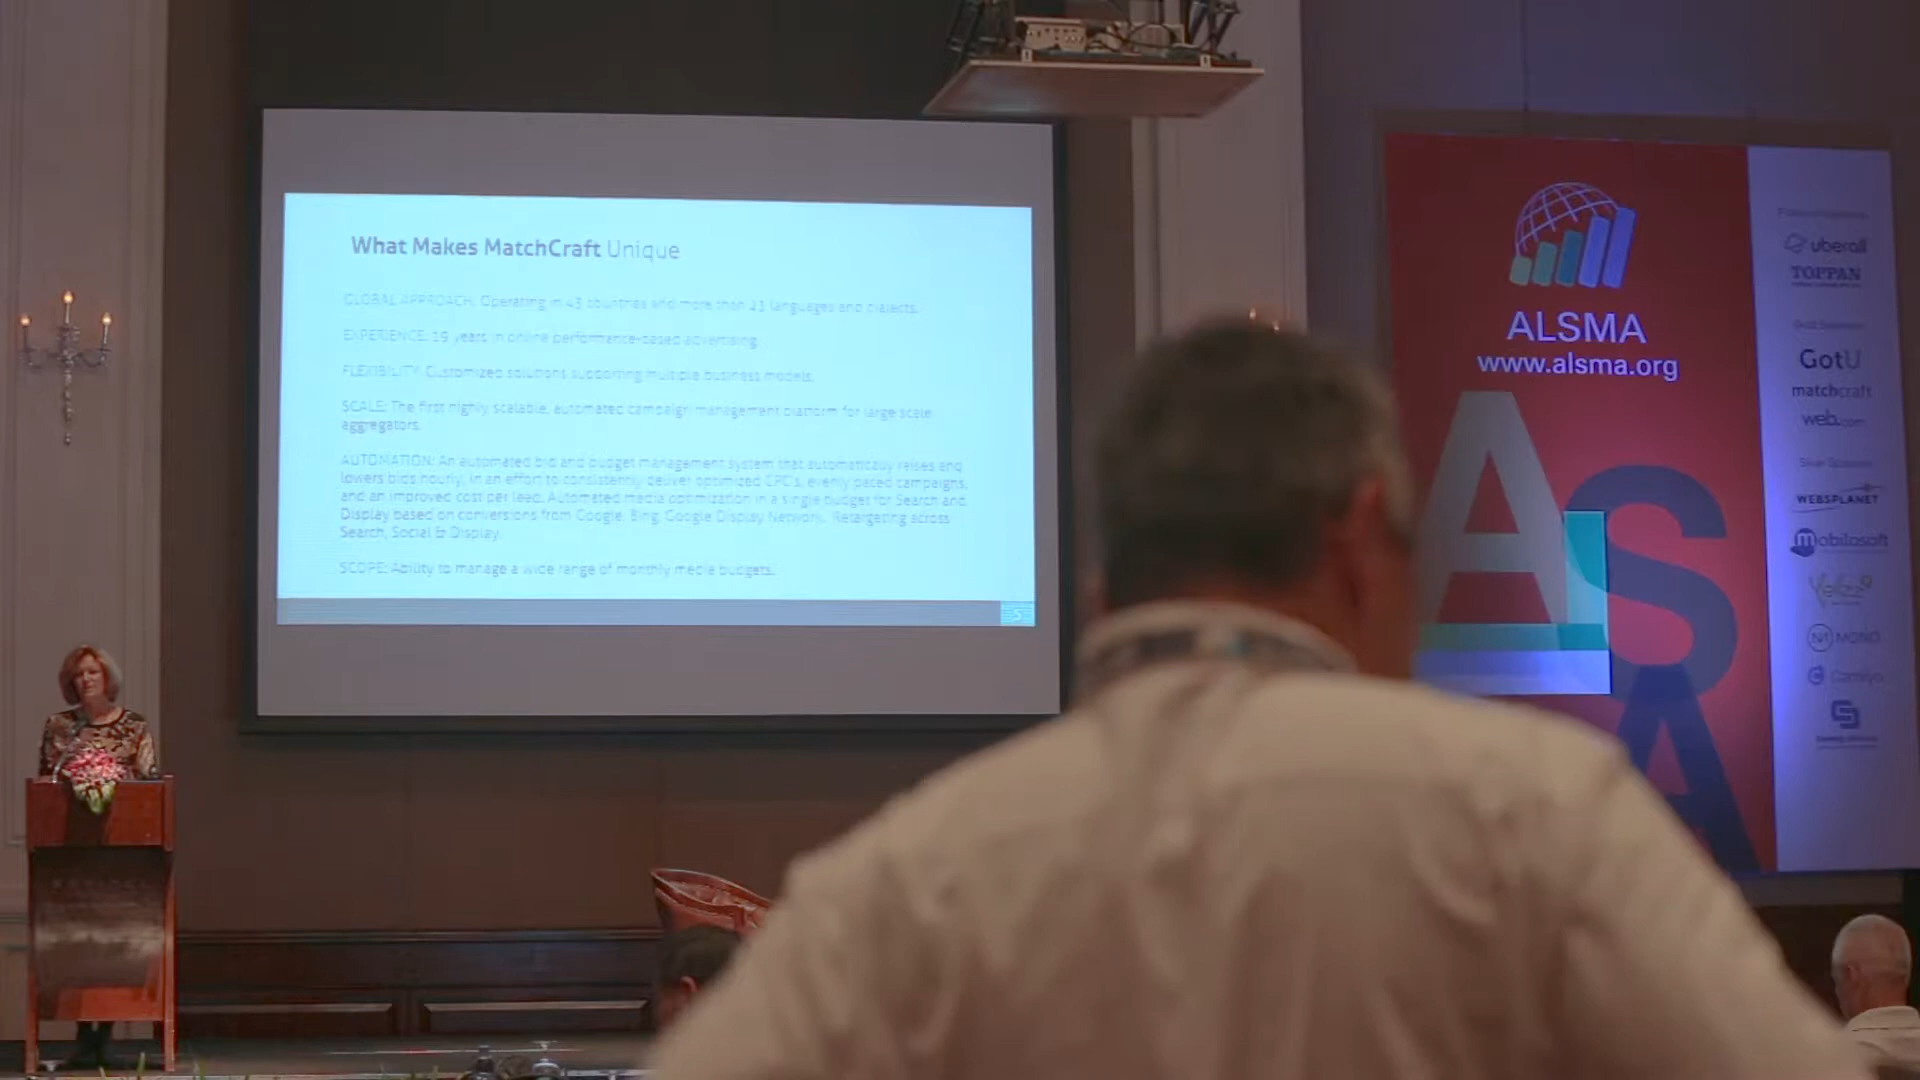 What Makes MatchCraft Unique
GLOBAL APPROACH: Operating in 43 countries and more than 23 languages and dialects.
EXPERIENCE: 19 years in online performance-based advertising.
FLEXIBILITY: Customized solutions supporting multiple business models.
SCALE: The first highly scalable, automated campaign management platform for large scale
aggregators.
AUTOMATION: An automated bid and budget management system that automatically raises and
lowers bids hourly, in an effort to consistently deliver optimized CPC's, evenly paced campaigns,
and an improved cost per lead. Automated media optimization in a single budget for Search and
Display based on conversions from Google, Bing, Google Display Network. Retargeting across
Search, Social & Display.
SCOPE: Ability to manage a wide range of monthly media budgets.
5
ALSMA
www.alsma.org
A
S
A
uberall
TOPPAN
GotU
matchcraft
web.com
WEBSPLANET
mobilosoft
MONO
Camilyo